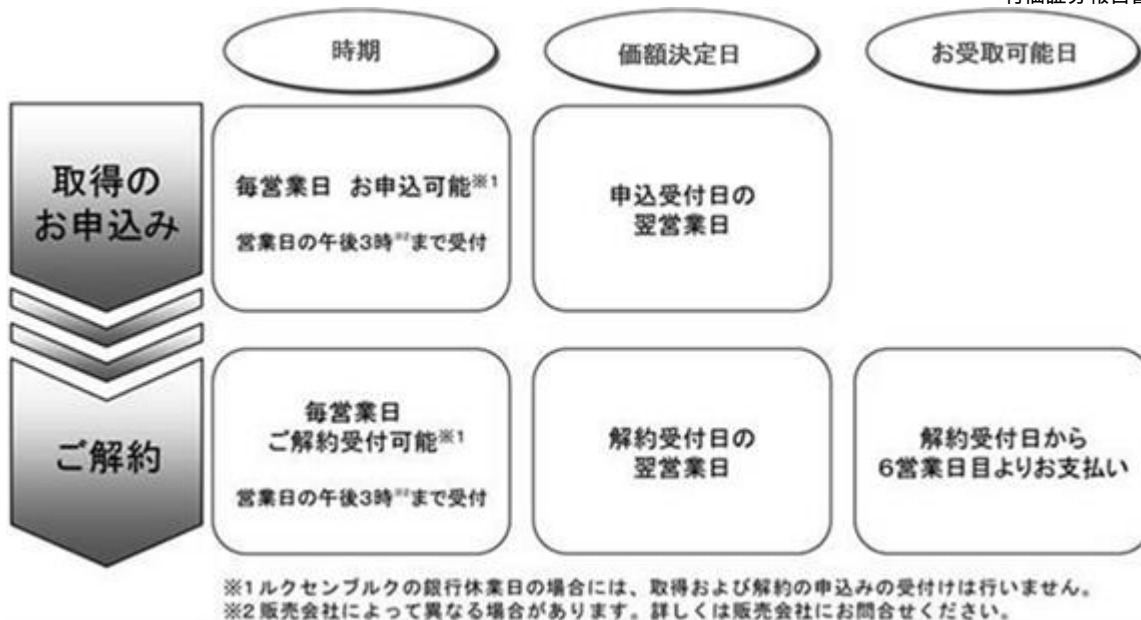 時期
価額決定日
お受取可能日
取得の
お申込み
毎営業日 お申込可能※1
営業日の午後3時※2まで受付
申込受付日の
翌営業日
ご解約
毎営業日
ご解約受付可能※1
営業日の午後3時※2まで受付
解約受付日の
翌営業日
解約受付日から
6営業日目よりお支払い
※1 ルクセンブルクの銀行休業日の場合には、取得および解約の申込みの受付けは行いません。
※2 販売会社によって異なる場合があります。詳しくは販売会社にお問合せください。